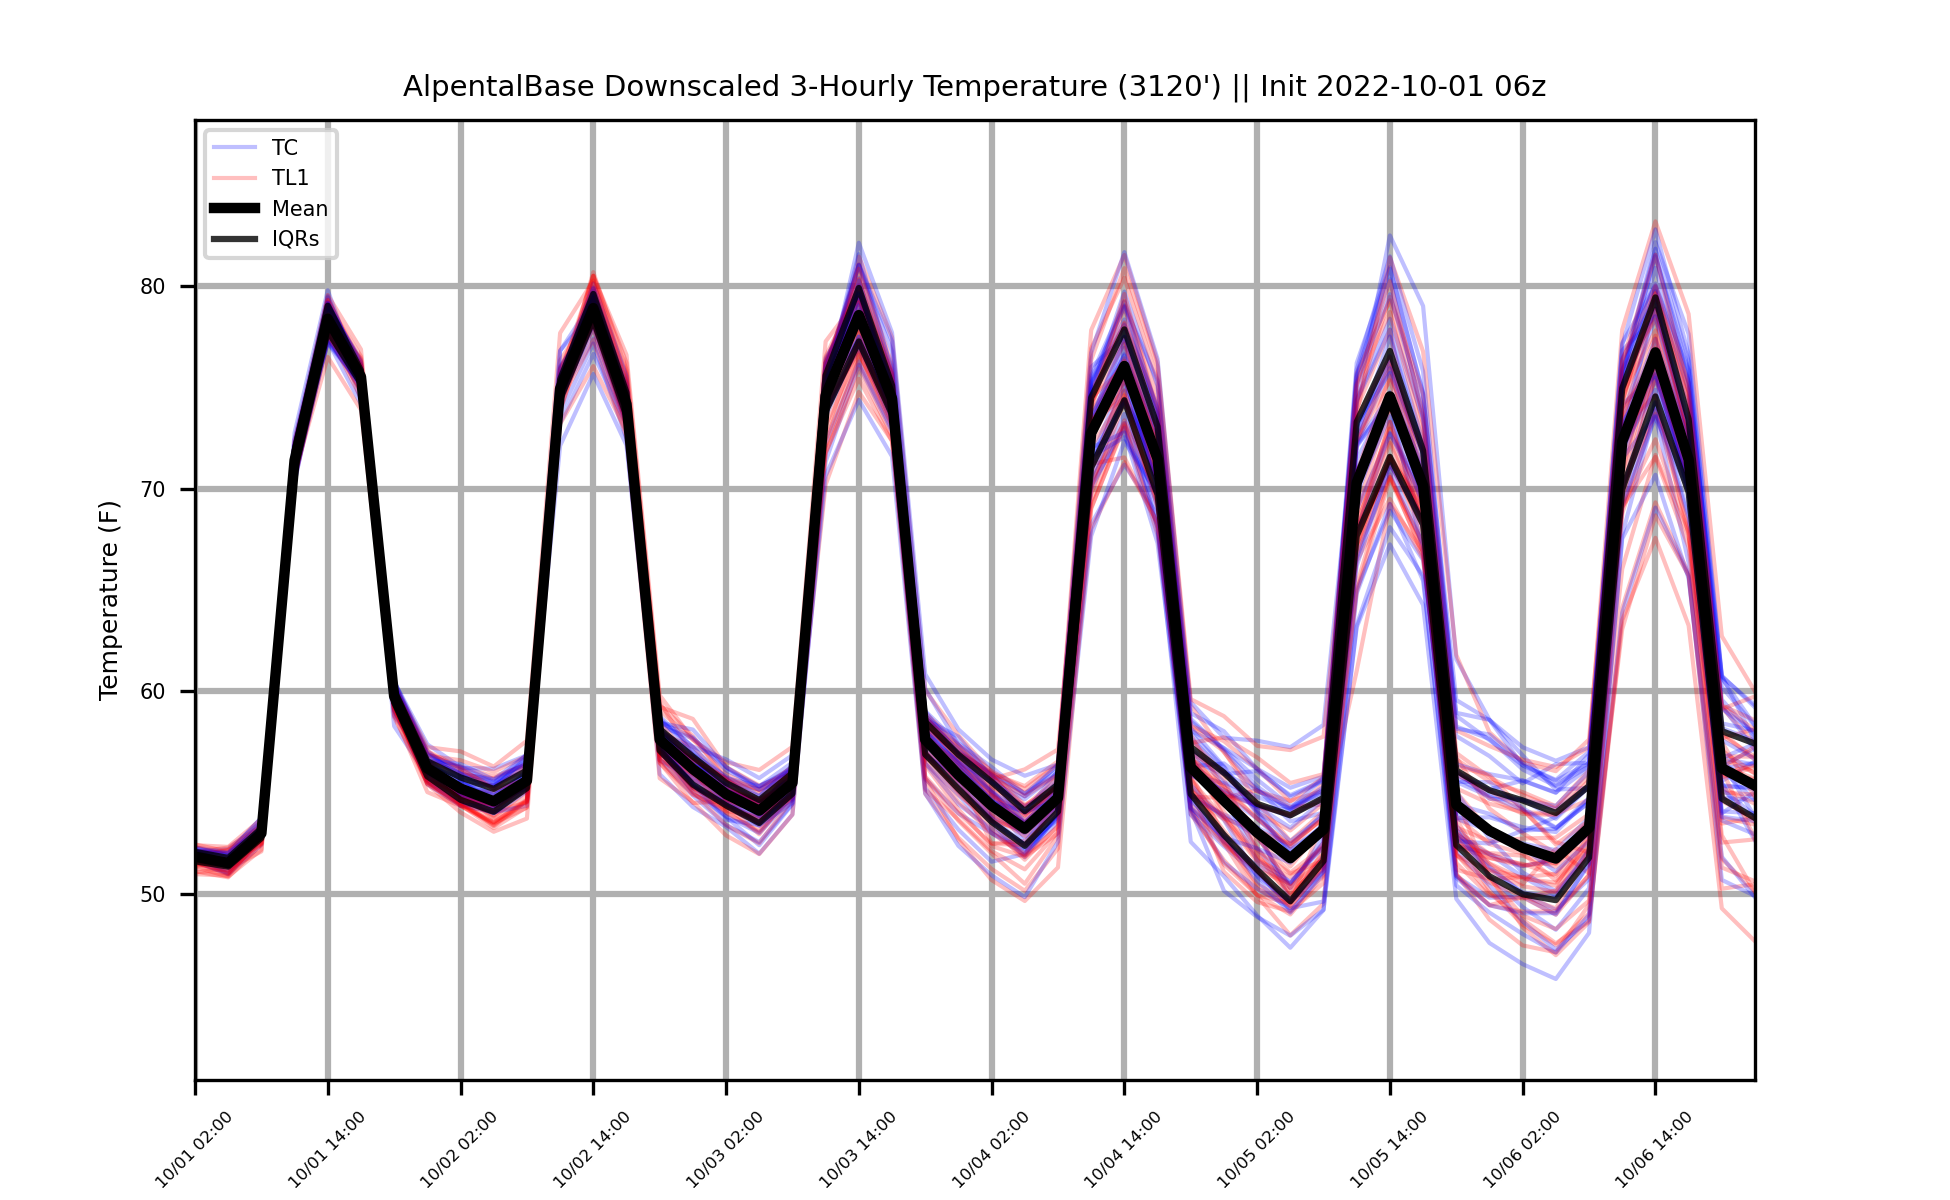 AlpentalBase Downscaled 3-Hourly Temperature (3120') || Init 2022-10-01 06z
TC
TL1
Mean
IQRs
Temperature (F)
80
70
60
50
10/01 02:00
10/01 14:00
10/02 02:00
10/02 14:00
10/03 02:00
10/03 14:00
10/04 02:00
10/04 14:00
10/05 02:00
10/05 14:00
10/06 02:00
10/06 14:00